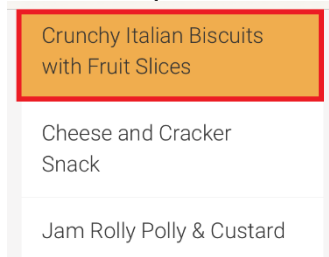 Crunchy Italian Biscuits
with Fruit Slices
Cheese and Cracker
Snack
Jam Rolly Polly & Custard